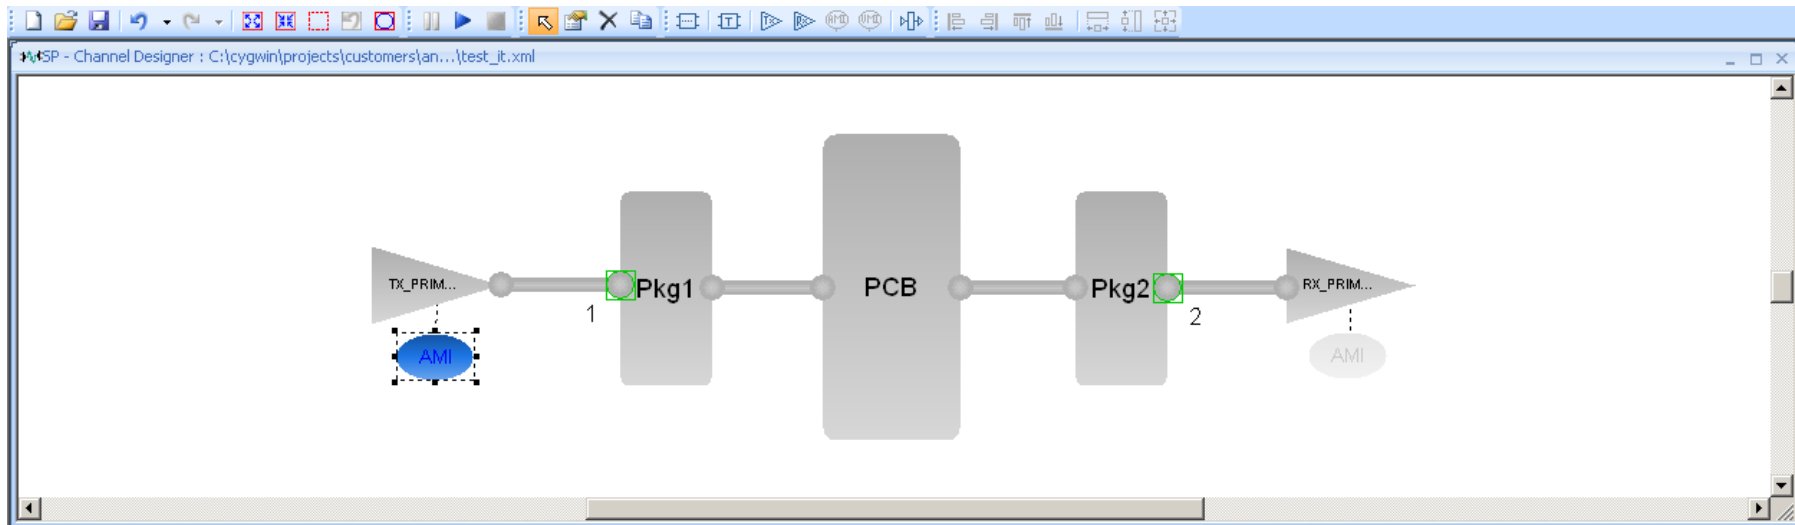 SP - Channel Designer : C:\cygwin\projects\customers\an...\test_it.xml
TX_PRIM...
Pkg1
PCB
Pkg2
RX_PRIM...
1
2
AMI
AMI